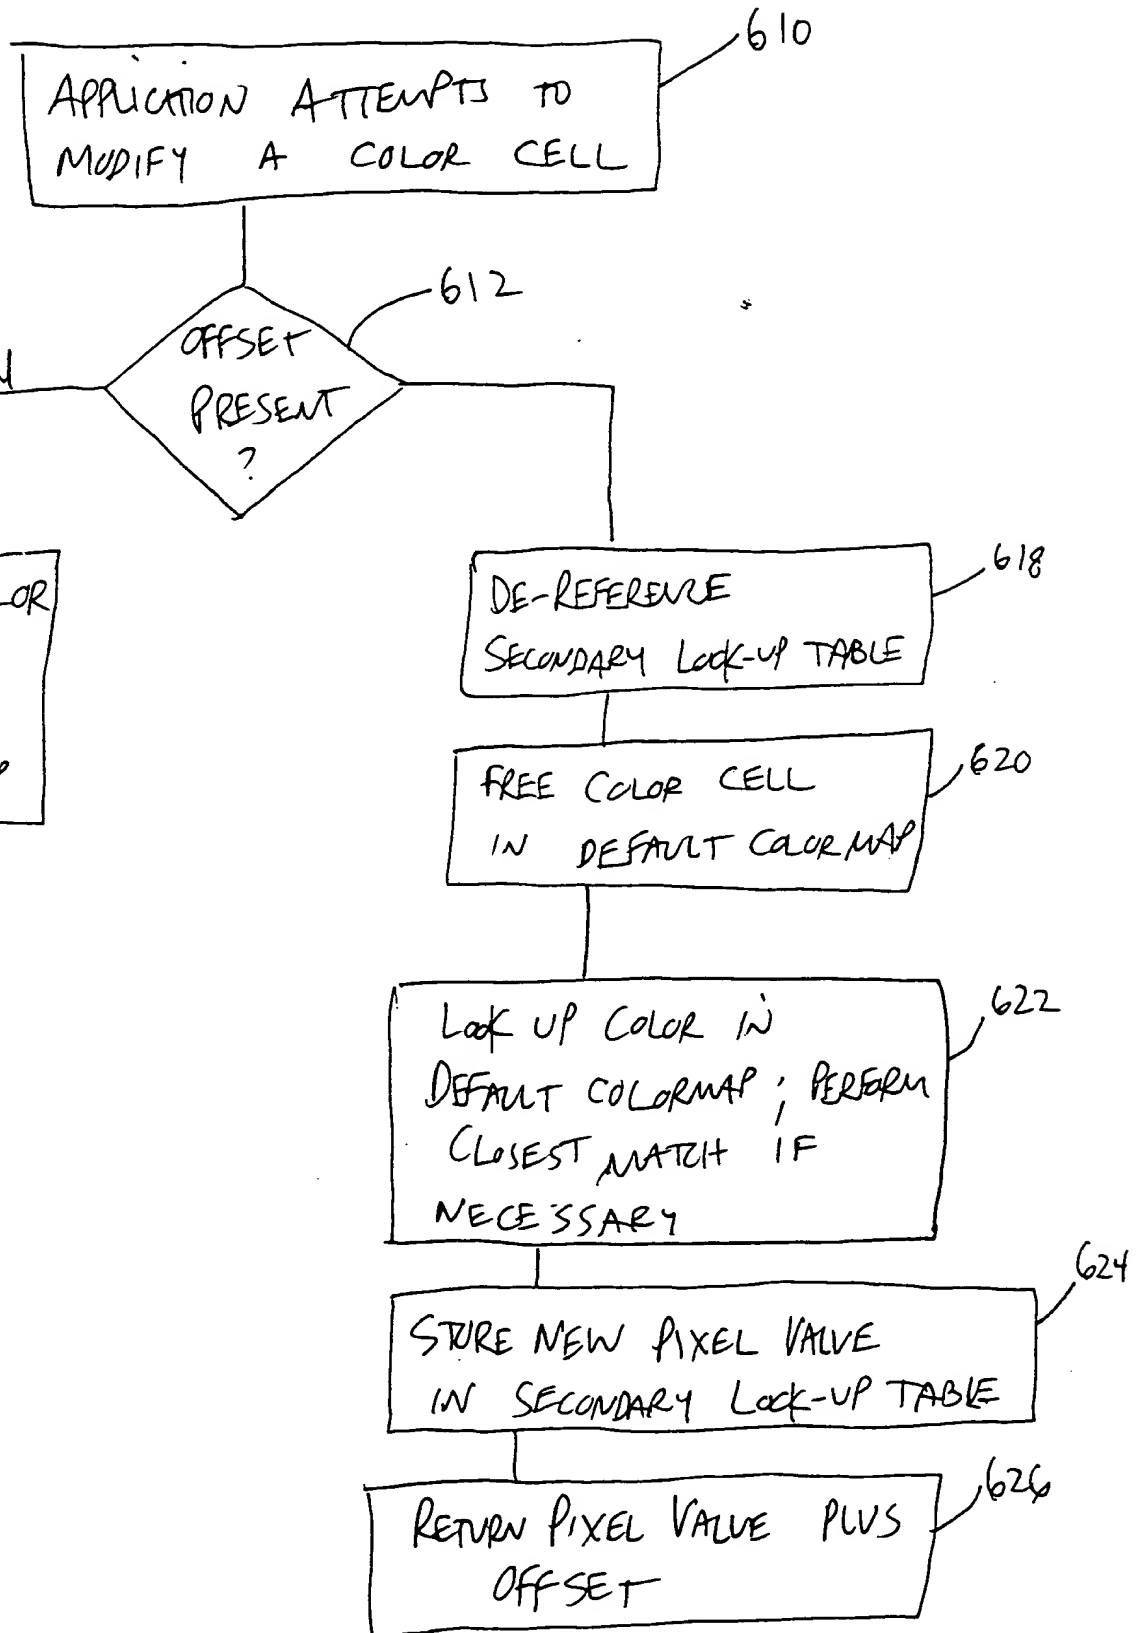 610
APPLICATION ATTEMPTS TO
MODIFY A COLOR CELL
612
OFFSET
PRESENT
?
LOR
618
DE-REFERENCE
SECONDARY LOOK-UP TABLE
620
FREE COLOR CELL
IN DEFAULT COLORMAP
622
LOOK UP COLOR IN
DEFAULT COLORMAP; PERFORM
CLOSEST MATCH IF
NECESSARY
624
STORE NEW PIXEL VALUE
IN SECONDARY LOOK-UP TABLE
626
RETURN PIXEL VALUE PLUS
OFFSET